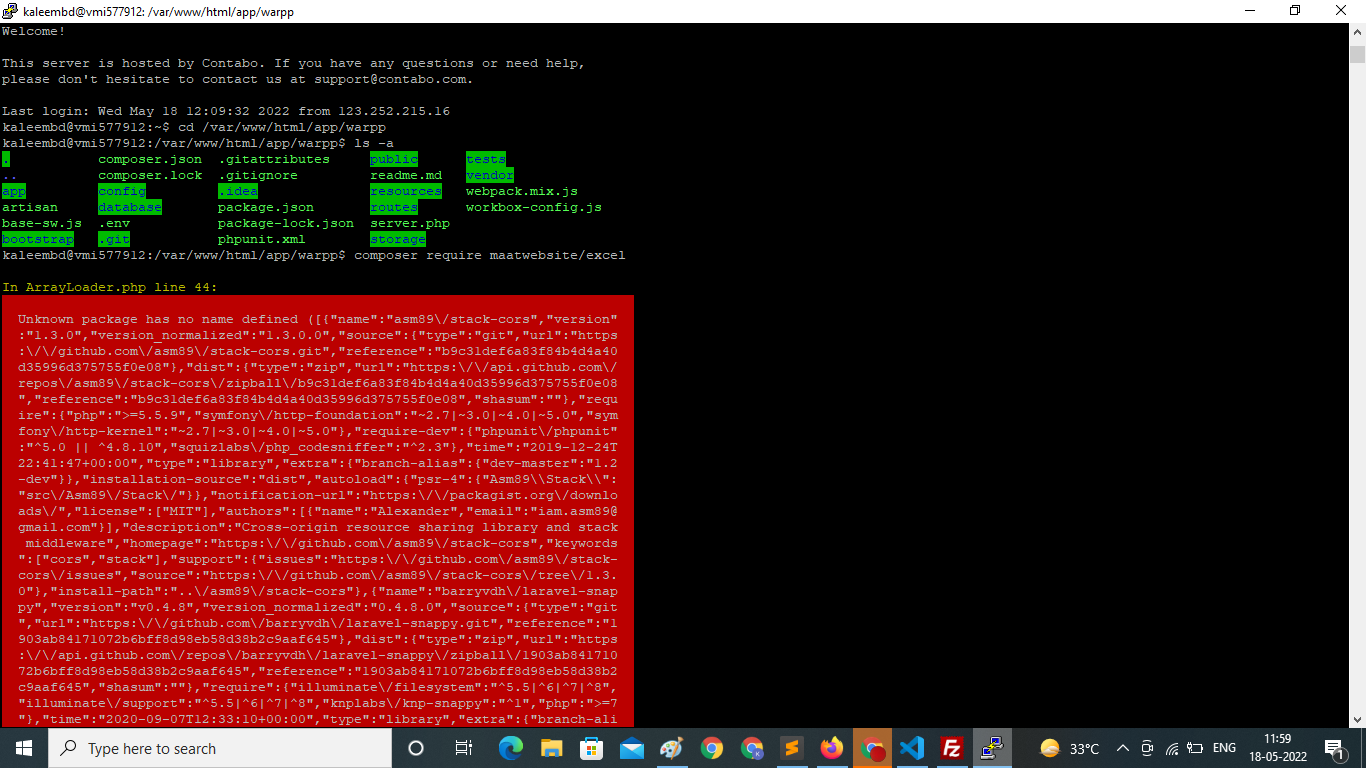 kaleembd@vmi577912: /var/www/html/app/warpp
Welcome!
This server is hosted by Contabo. If you have any questions or need help,
please don't hesitate to contact us at support@contabo.com.
Last login: Wed May 18 12:09:32 2022 from 123.252.215.16
kaleembd@vmi577912:~$ cd /var/www/html/app/warpp
kaleembd@vmi577912:/var/www/html/app/warpp$ ls -a
. composer.json .gitattributes public tests
.. composer.lock .gitignore readme.md vendor
app config .idea resources webpack.mix.js
artisan database package.json routes workbox-config.js
base-sw.js .env package-lock.json server.php
bootstrap .git phpunit.xml storage
kaleembd@vmi577912:/var/www/html/app/warpp$ composer require maatwebsite/excel
In ArrayLoader.php line 44:
Unknown package has no name defined ([{"name":"asm89\/stack-cors","version"
:"1.3.0","version_normalized":"1.3.0.0","source":{"type":"git","url":"https
:\/\/github.com\/asm89\/stack-cors.git","reference":"b9c31def6a83f84b4d4a40
d35996d375755f0e08"},"dist":{"type":"zip","url":"https:\/\/api.github.com\/
repos\/asm89\/stack-cors\/zipball\/b9c31def6a83f84b4d4a40d35996d375755f0e08
","reference":"b9c31def6a83f84b4d4a40d35996d375755f0e08","shasum":""},"requ
ire":{"php":">=5.5.9","symfony\/http-foundation":"~2.7|~3.0|~4.0|~5.0","sym
fony\/http-kernel":"~2.7|~3.0|~4.0|~5.0"},"require-dev":{"phpunit\/phpunit"
:"^5.0 || ^4.8.10","squizlabs\/php_codesniffer":"^2.3"},"time":"2019-12-24T
22:41:47+00:00","type":"library","extra":{"branch-alias":{"dev-master":"1.2
-dev"}},"installation-source":"dist","autoload":{"psr-4":{"Asm89\\Stack\\":
"src\/Asm89\/Stack\/"}},"notification-url":"https:\/\/packagist.org\/downlo
ads\/","license":["MIT"],"authors":[{"name":"Alexander","email":"iam.asm89@
gmail.com"}],"description":"Cross-origin resource sharing library and stack
middleware","homepage":"https:\/\/github.com\/asm89\/stack-cors","keywords"
:["cors","stack"],"support":{"issues":"https:\/\/github.com\/asm89\/stack-
cors\/issues","source":"https:\/\/github.com\/asm89\/stack-cors\/tree\/1.3.
0"},"install-path":"..\/asm89\/stack-cors"},{"name":"barryvdh\/laravel-snap
py","version":"v0.4.8","version_normalized":"0.4.8.0","source":{"type":"git
","url":"https:\/\/github.com\/barryvdh\/laravel-snappy.git","reference":"1
903ab84171072b6bff8d98eb58d38b2c9aaf645"},"dist":{"type":"zip","url":"https
:\/\/api.github.com\/repos\/barryvdh\/laravel-snappy\/zipball\/1903ab841710
72b6bff8d98eb58d38b2c9aaf645","reference":"1903ab84171072b6bff8d98eb58d38b2
c9aaf645","shasum":""},"require":{"illuminate\/filesystem":"^5.5|^6|^7|^8",
"illuminate\/support":"^5.5|^6|^7|^8","knplabs\/knp-snappy":"^1","php":">=7
"},"time":"2020-09-07T12:33:10+00:00","type":"library","extra":{"branch-ali
Type here to search
33°C
ENG
11:59
18-05-2022
1